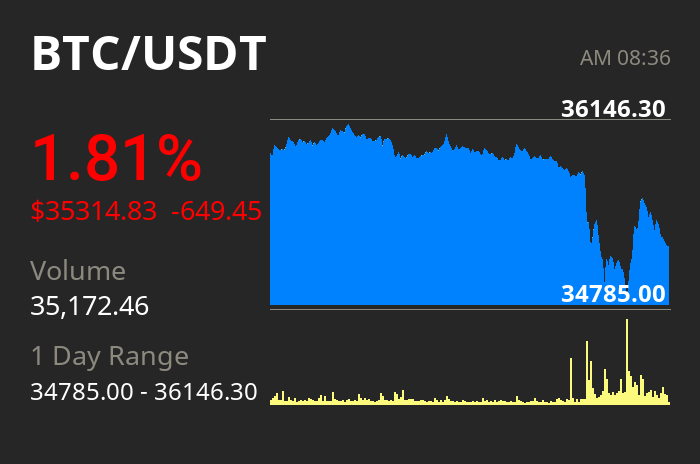 BTC/USDT
AM 08:36
36146.30
1.81%
$35314.83 -649.45
Volume
35,172.46
34785.00
1 Day Range
34785.00 - 36146.30